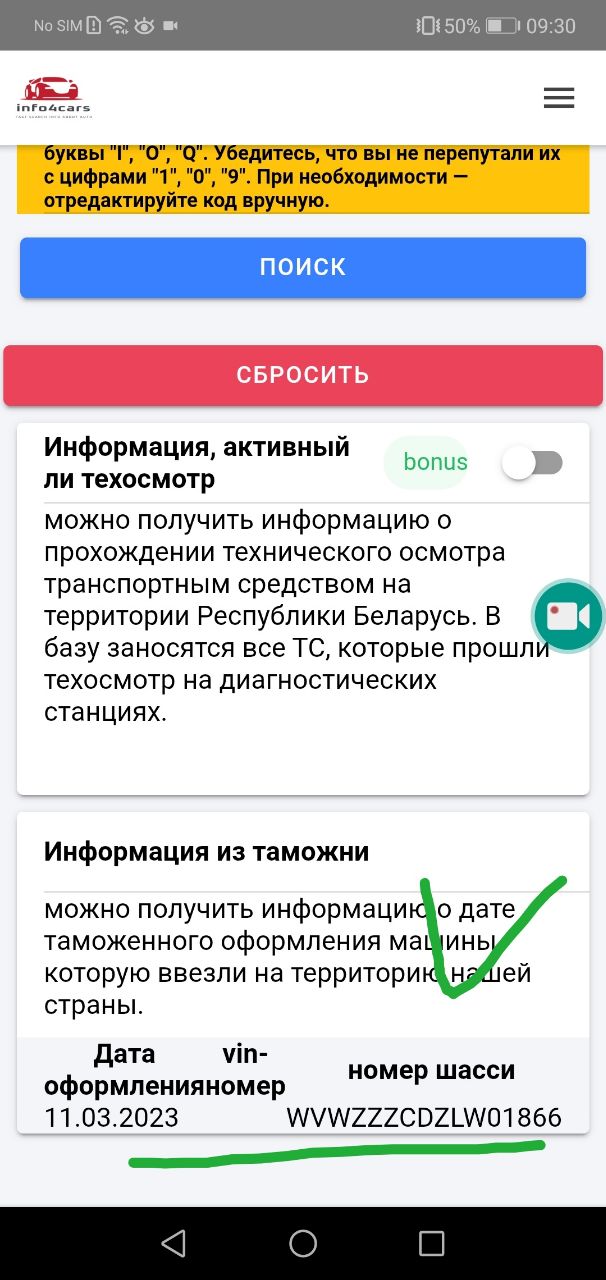 No SIM 50% 09:30
info4cars
буквы "I", "O", "Q". Убедитесь, что вы не перепутали их
с цифрами "1", "0", "9". При необходимости —
отредактируйте код вручную.
ПОИСК
СБРОСИТЬ
Информация, активный
ли техосмотр
bonus
можно получить информацию о
прохождении технического осмотра
транспортным средством на
территории Республики Беларусь. В
базу заносятся все ТС, которые прошли
техосмотр на диагностических
станциях.
Информация из таможни
можно получить информацию о дате
таможенного оформления машины
которую ввезли на территорию нашей
страны.
Дата vin- номер шасси
оформленияномер
11.03.2023 WVWZZZCDZLW01866